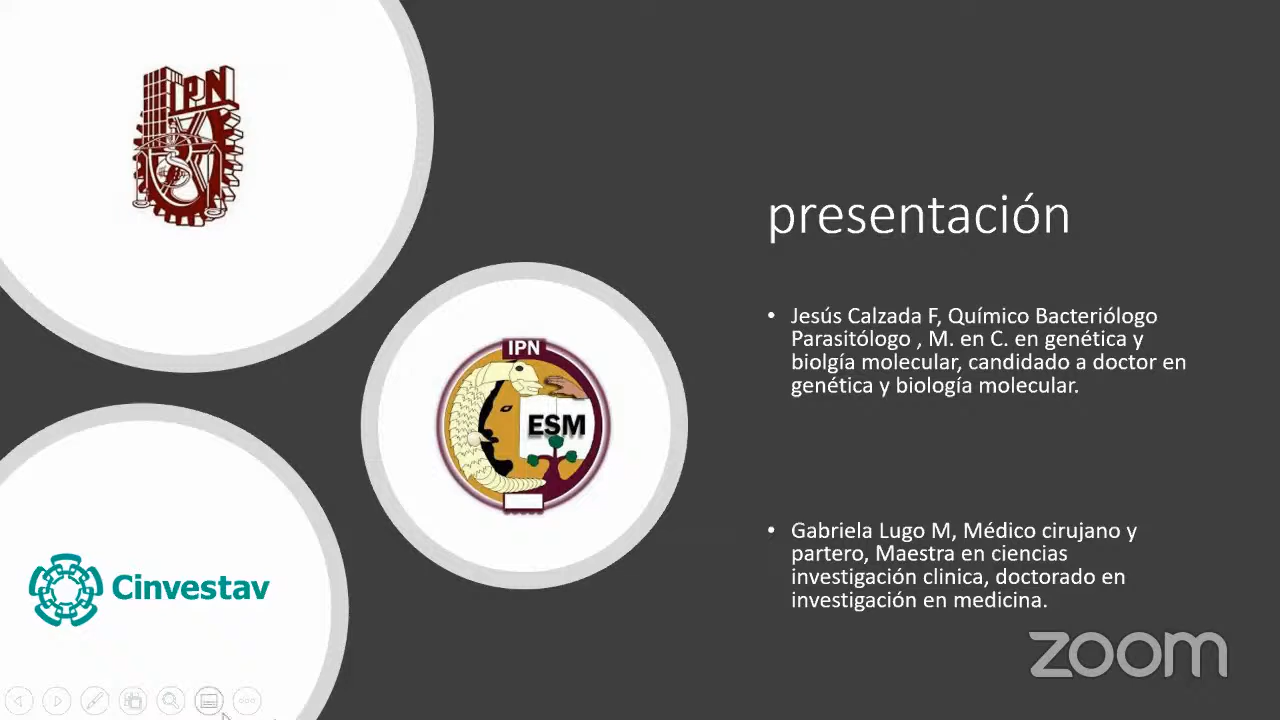 IPN
presentación
IPN
ESM
• Jesús Calzada F, Químico Bacteriólogo
Parasitólogo , M. en C. en genética y
biolgía molecular, candidado a doctor en
genética y biología molecular.
• Gabriela Lugo M, Médico cirujano y
partero, Maestra en ciencias
investigación clinica, doctorado en
investigación en medicina.
Cinvestav
zoom